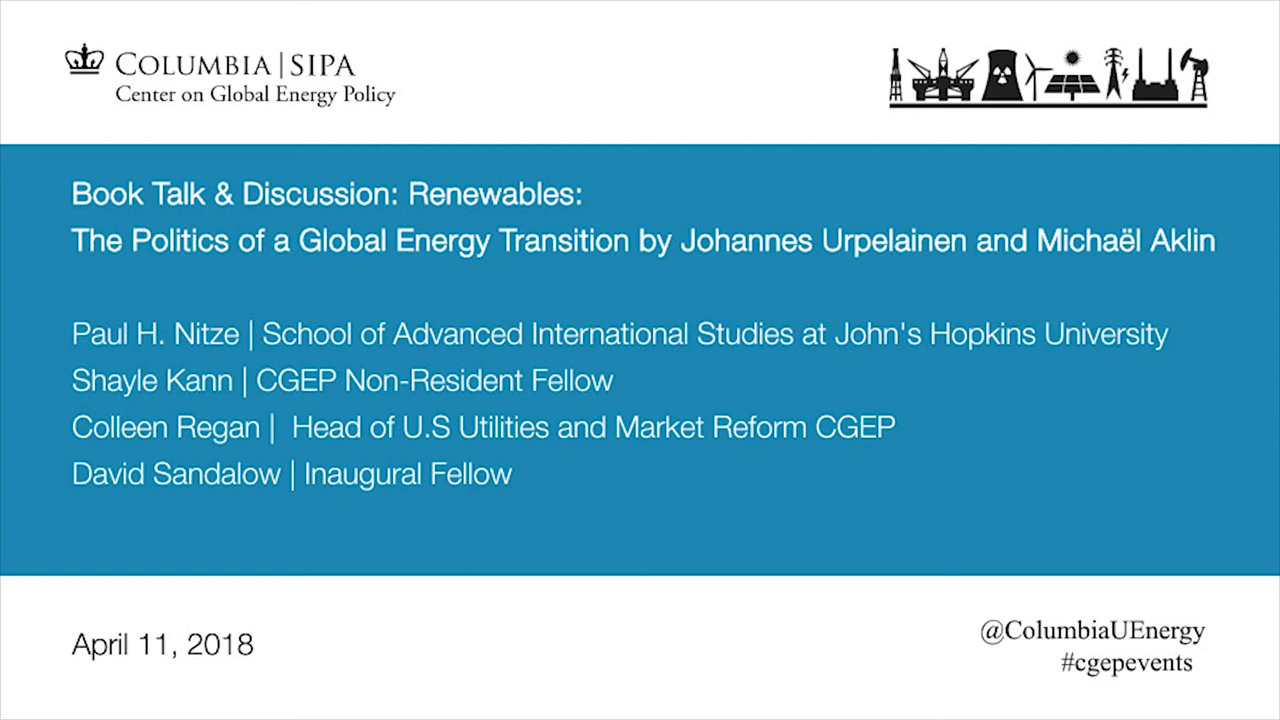 COLUMBIA | SIPA
Center on Global Energy Policy
Book Talk & Discussion: Renewables:
The Politics of a Global Energy Transition by Johannes Urpelainen and Michaël Aklin
Paul H. Nitze | School of Advanced International Studies at John's Hopkins University
Shayle Kann | CGEP Non-Resident Fellow
Colleen Regan | Head of U.S Utilities and Market Reform CGEP
David Sandalow | Inaugural Fellow
April 11, 2018
@ColumbiaUEnergy
#cgepevents